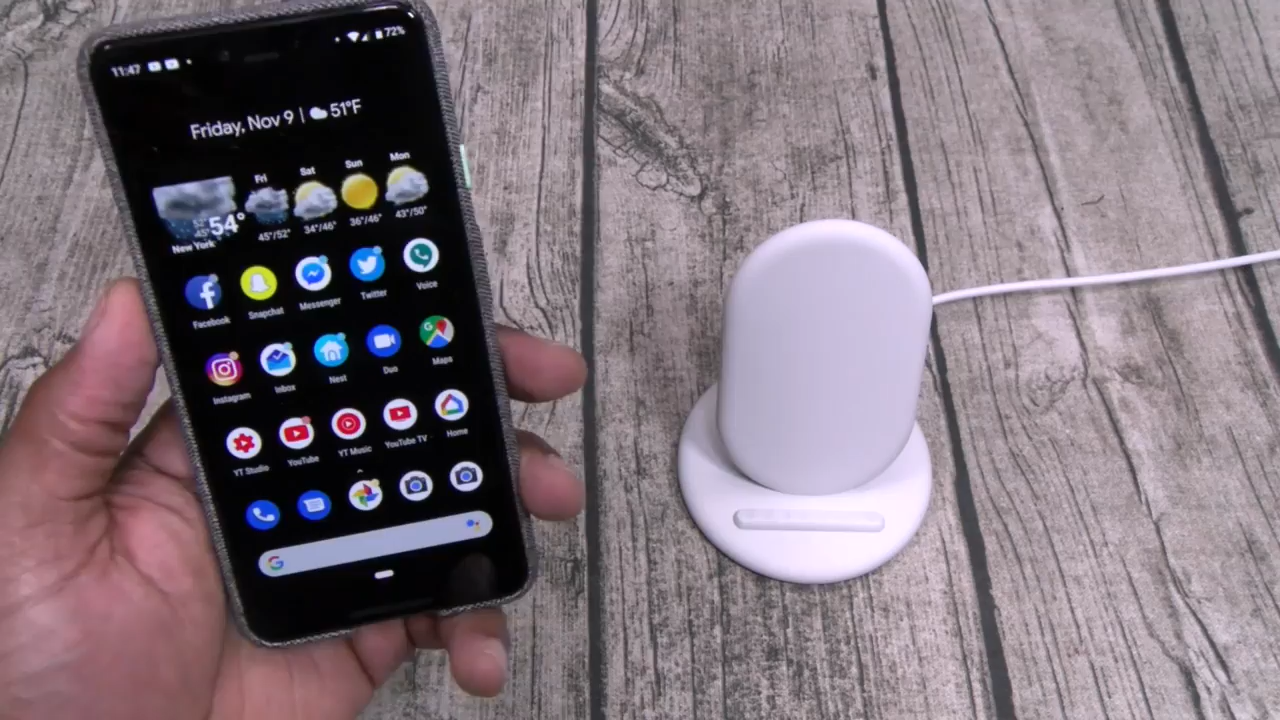 11:47
72%
Friday, Nov 9 | 51°F
Fri Sat Sun Mon
54°
52°
45°
New York
45°/52° 34°/46° 36°/46° 43°/50°
Facebook Snapchat Messenger Twitter Voice
Instagram Inbox Nest Duo Maps
YT Studio YouTube YT Music YouTube TV Home
G